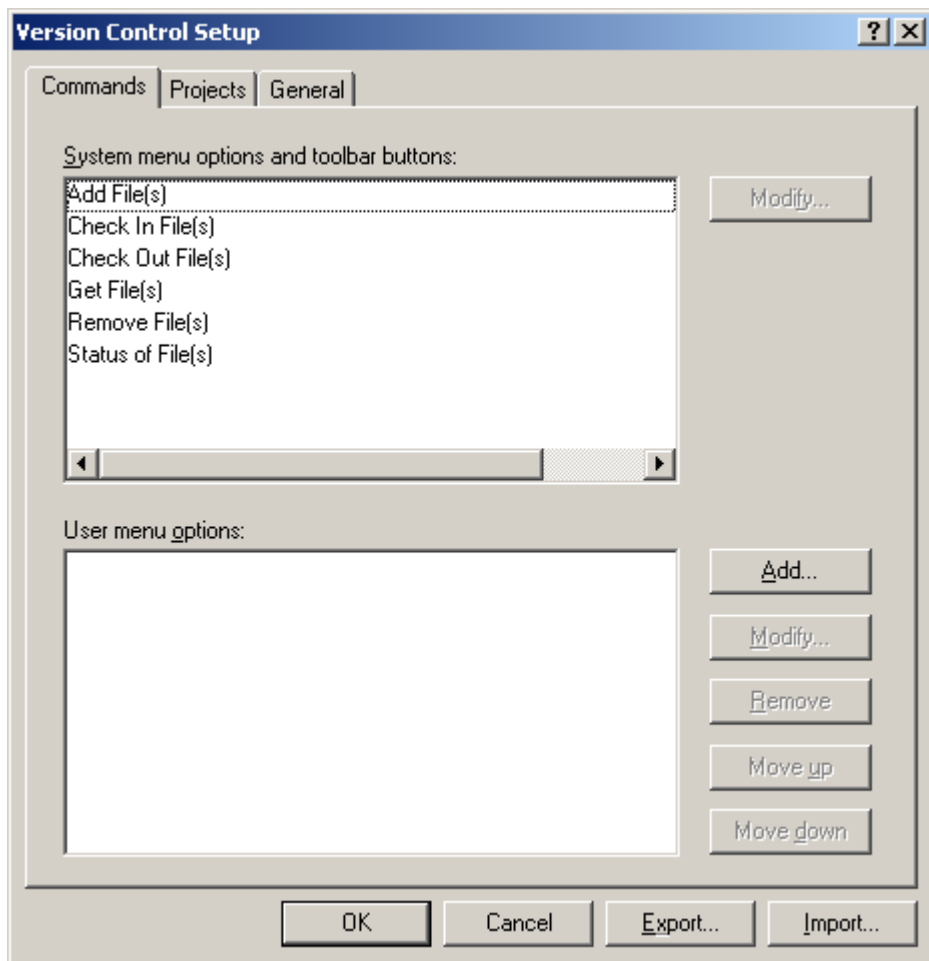 Version Control Setup
Commands Projects General
System menu options and toolbar buttons:
Add File(s)
Modify...
Check In File(s)
Check Out File(s)
Get File(s)
Remove File(s)
Status of File(s)
User menu options:
Add...
Modify...
Remove
Move up
Move down
OK Cancel Export... Import...